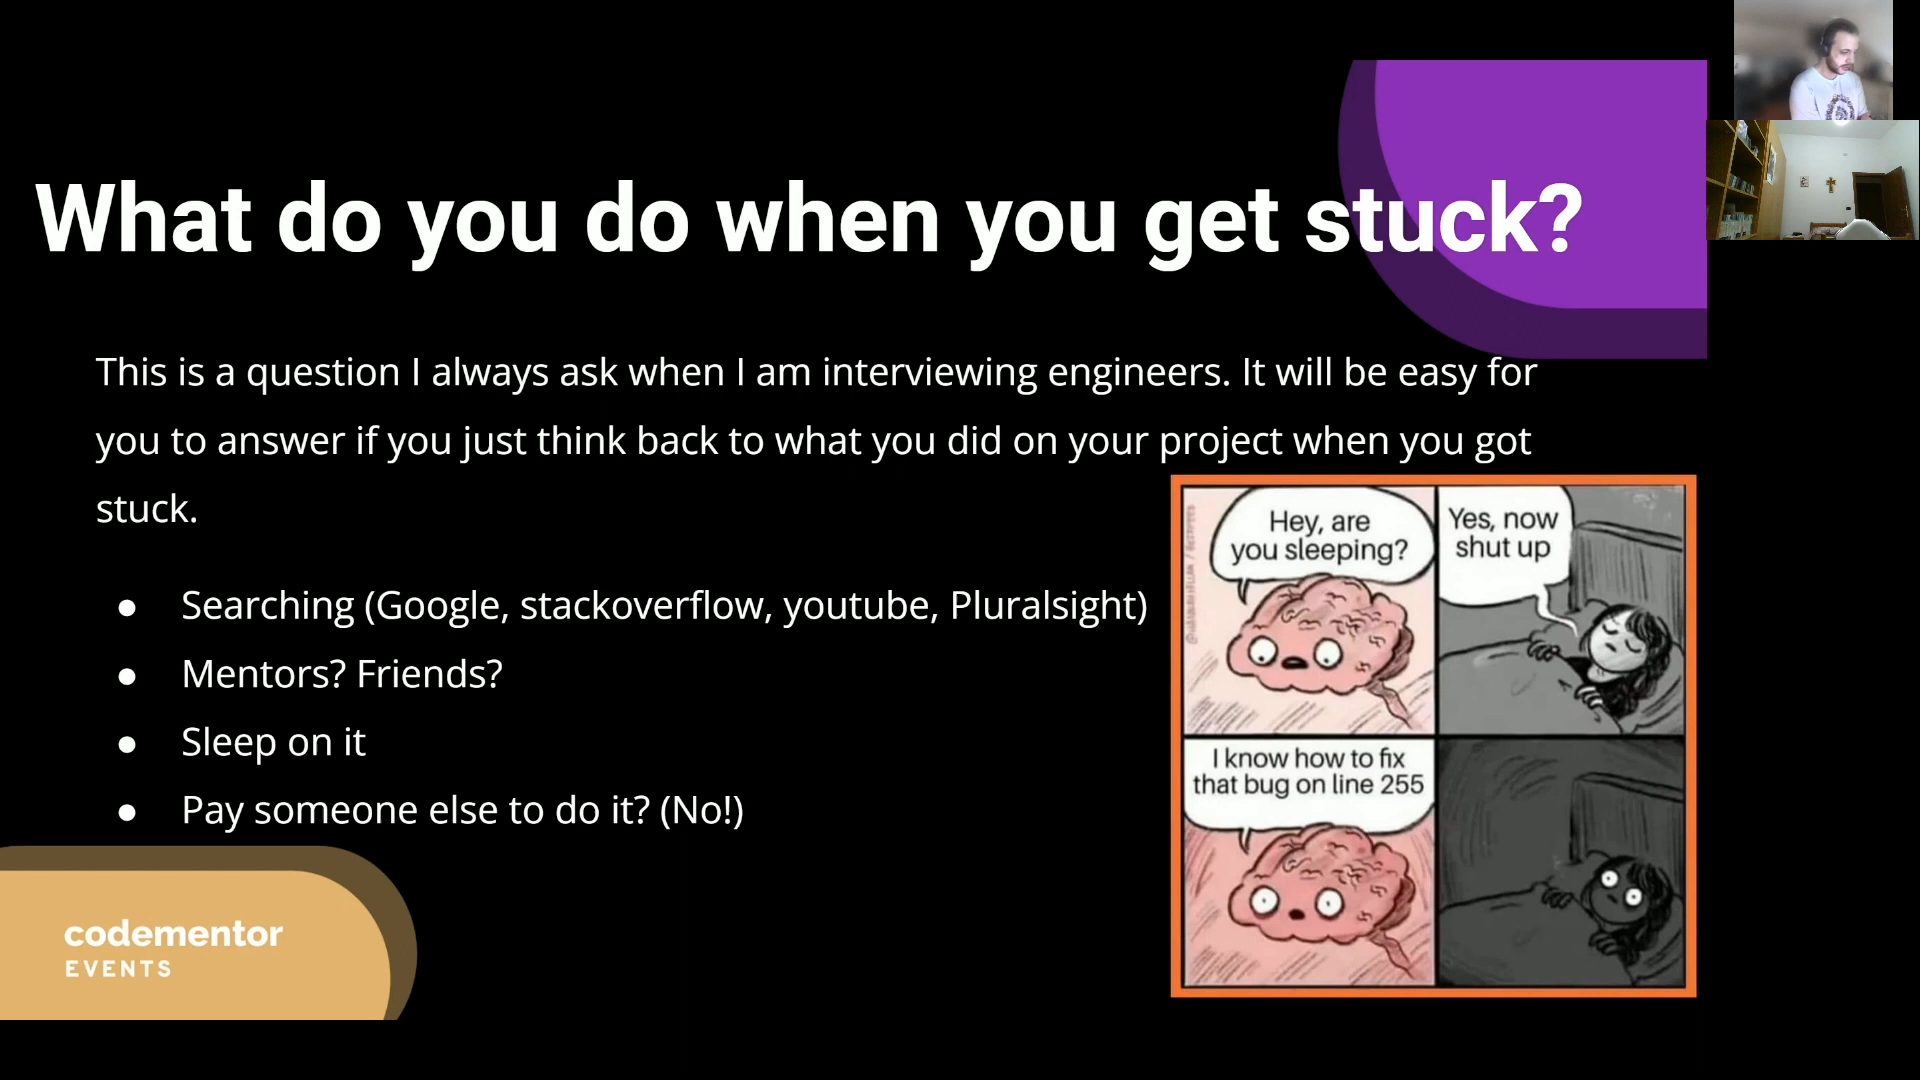 What do you do when you get stuck?
This is a question I always ask when I am interviewing engineers. It will be easy for
you to answer if you just think back to what you did on your project when you got
stuck.
● Searching (Google, stackoverflow, youtube, Pluralsight)
● Mentors? Friends?
● Sleep on it
● Pay someone else to do it? (No!)
Hey, are
you sleeping?
Yes, now
shut up
I know how to fix
that bug on line 255
codementor
EVENTS